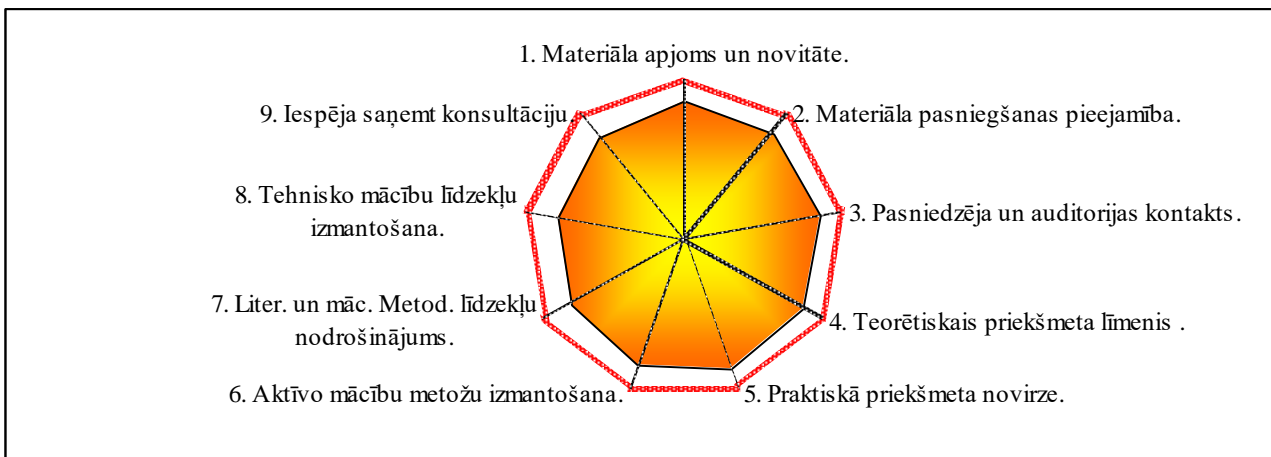 1. Materiāla apjoms un novitāte.
2. Materiāla pasniegšanas pieejamība.
3. Pasniedzēja un auditorijas kontakts.
4. Teorētiskais priekšmeta līmenis .
5. Praktiskā priekšmeta novirze.
6. Aktīvo mācību metožu izmantošana.
7. Liter. un māc. Metod. līdzekļu
nodrošinājums.
8. Tehnisko mācību līdzekļu
izmantošana.
9. Iespēja saņemt konsultāciju.